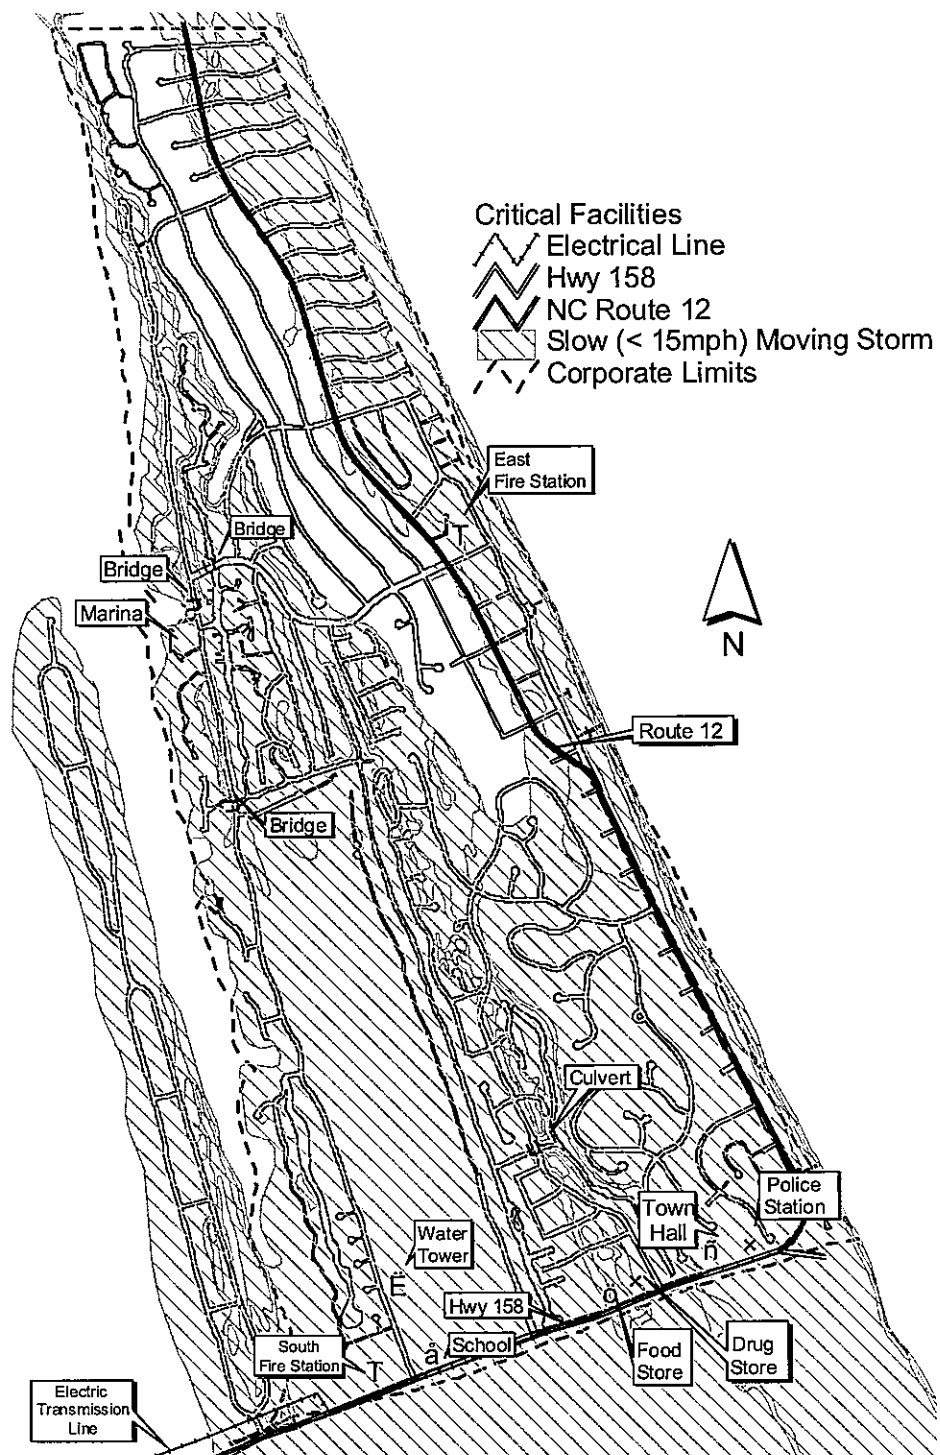 Critical Facilities
Electrical Line
Hwy 158
NC Route 12
Slow (< 15mph) Moving Storm
Corporate Limits
East
Fire Station
T
Bridge
Bridge
Marina
N
Route 12
Bridge
Culvert
Police
Station
Town
Hall
ñ
Water
Tower
Ë
ö
Hwy 158
School
å
South
Fire Station
T
Food
Store
Drug
Store
Electric
Transmission
Line